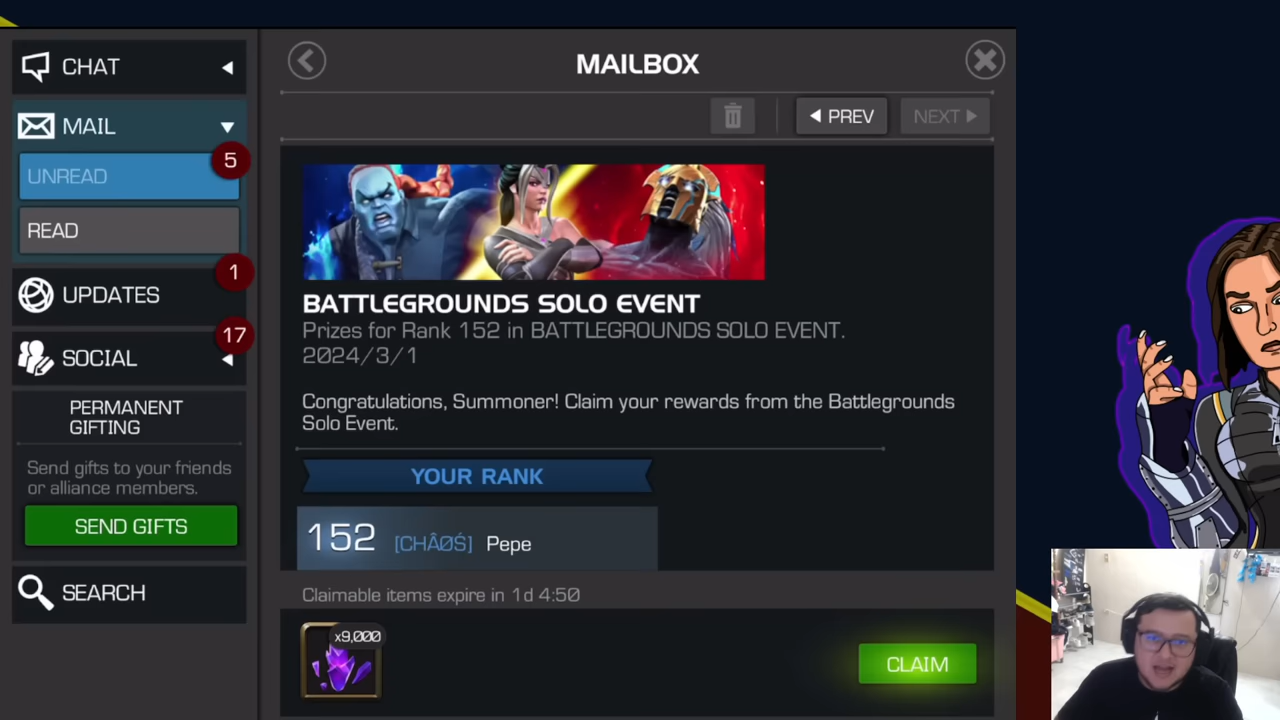 CHAT
MAILBOX
MAIL
PREV
NEXT
5
UNREAD
READ
1
UPDATES
17
SOCIAL
BATTLEGROUNDS SOLO EVENT
Prizes for Rank 152 in BATTLEGROUNDS SOLO EVENT.
2024/3/1
PERMANENT
GIFTING
Send gifts to your friends
or alliance members.
SEND GIFTS
SEARCH
Congratulations, Summoner! Claim your rewards from the Battlegrounds
Solo Event.
YOUR RANK
152 [CHÂØŚ] Pepe
Claimable items expire in 1d 4:50
x9,000
CLAIM